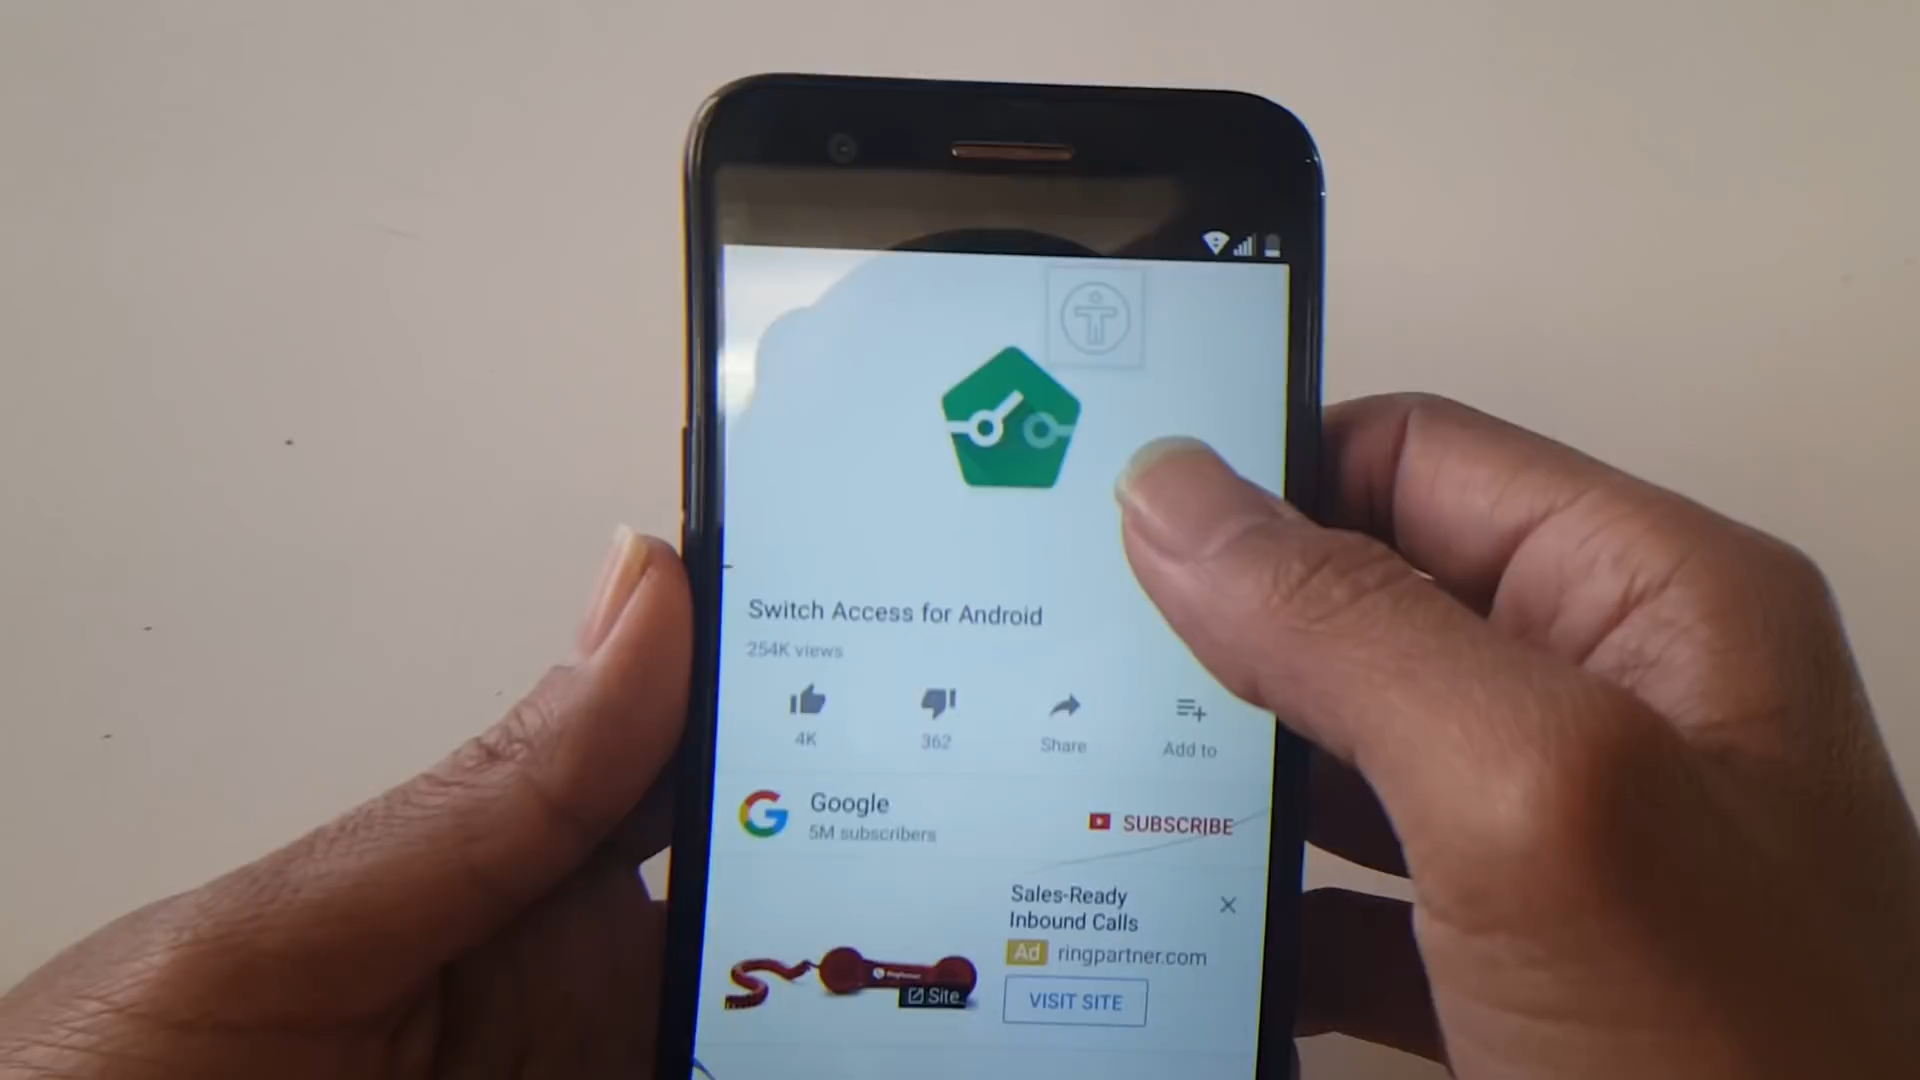 Switch Access for Android
254K views
4K
362
Share
Add to
Google
5M subscribers
SUBSCRIBE
Sales-Ready
Inbound Calls
Ad ringpartner.com
Site
VISIT SITE